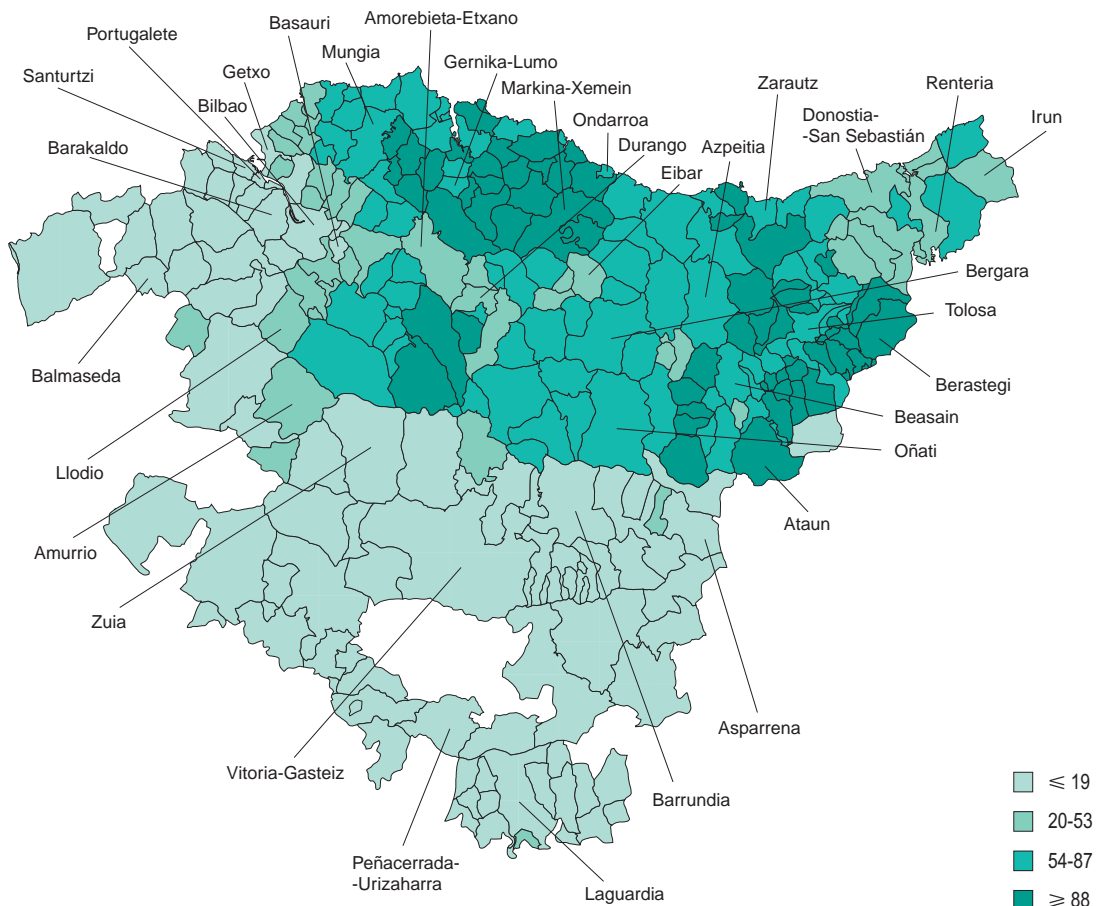 Portugalete
Basauri
Amorebieta-Etxano
Mungia
Gernika-Lumo
Santurtzi
Getxo
Markina-Xemein
Zarautz
Renteria
Bilbao
Ondarroa
Donostia-
-San Sebastián
Irun
Barakaldo
Durango
Azpeitia
Eibar
Bergara
Tolosa
Balmaseda
Berastegi
Beasain
Llodio
Oñati
Amurrio
Ataun
Zuia
Asparrena
Vitoria-Gasteiz
Barrundia
Peñacerrada-
-Urizaharra
Laguardia
≤ 19
20-53
54-87
≥ 88